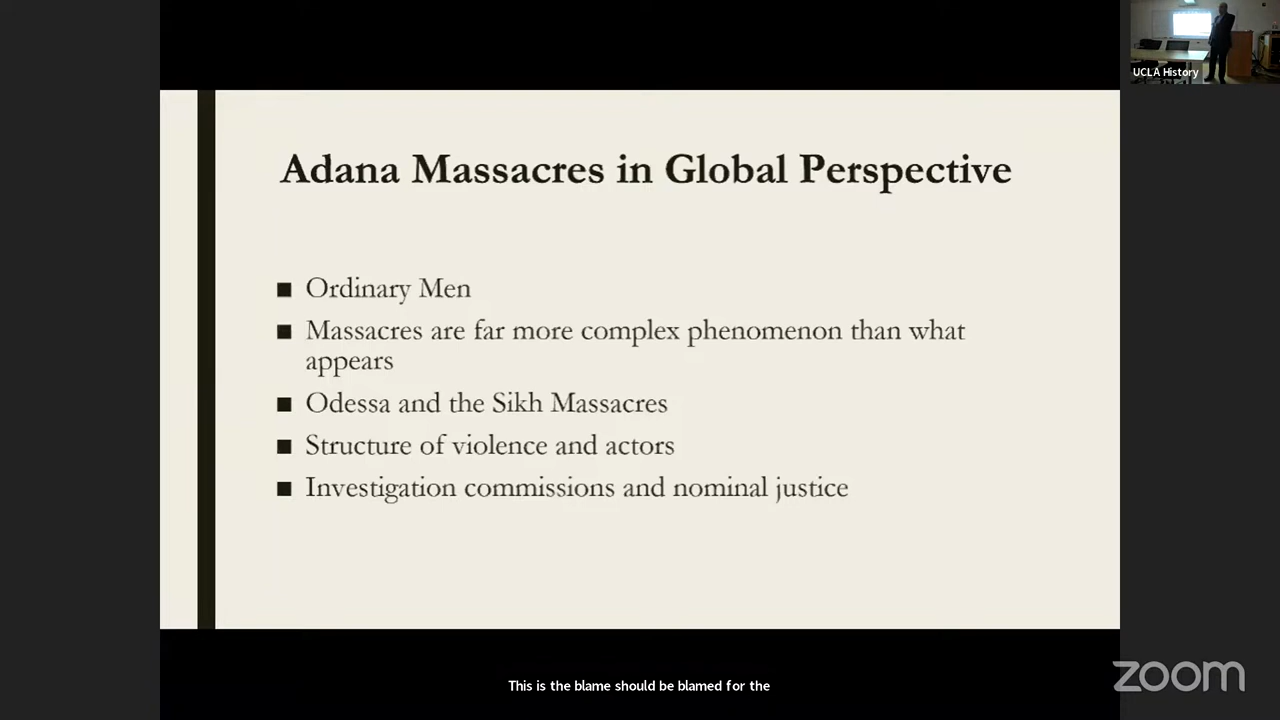 UCLA History
Adana Massacres in Global Perspective
■ Ordinary Men
■ Massacres are far more complex phenomenon than what
appears
■ Odessa and the Sikh Massacres
■ Structure of violence and actors
■ Investigation commissions and nominal justice
This is the blame should be blamed for the
zoom